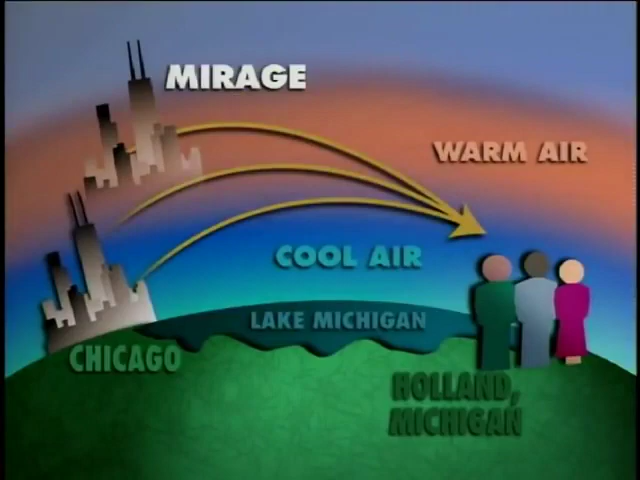 MIRAGE
WARM AIR
COOL AIR
LAKE MICHIGAN
CHICAGO
HOLLAND,
MICHIGAN